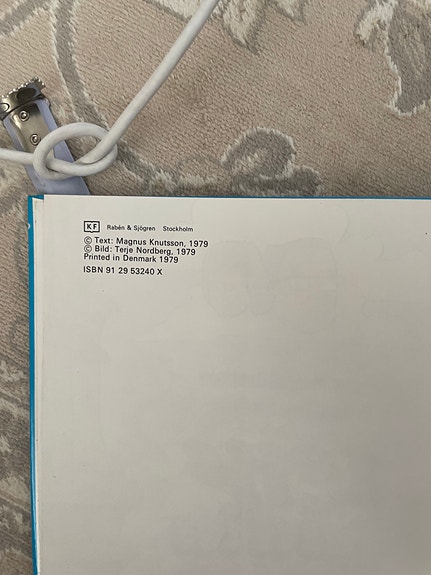 KF Rabén & Sjögren Stockholm
© Text: Magnus Knutsson, 1979
© Bild: Terje Nordberg, 1979
Printed in Denmark 1979
ISBN 91 29 53240 X